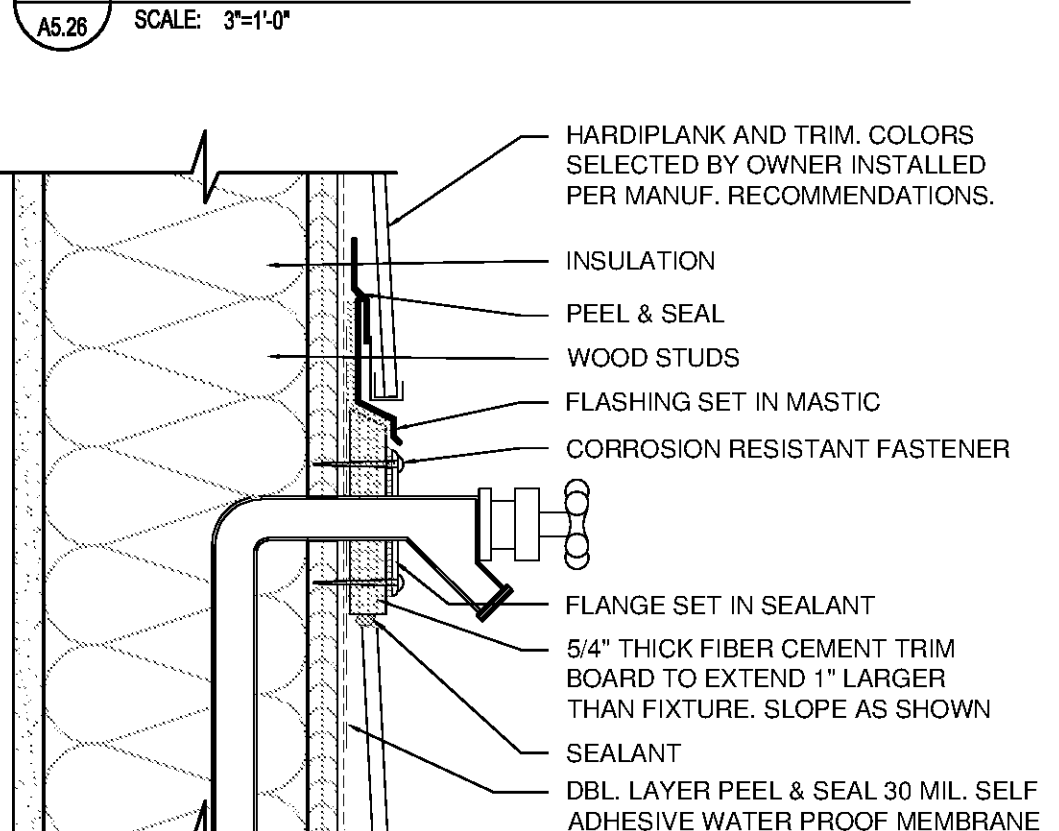 A5.26
SCALE: 3"=1'-0"
HARDIPLANK AND TRIM. COLORS
SELECTED BY OWNER INSTALLED
PER MANUF. RECOMMENDATIONS.
INSULATION
PEEL & SEAL
WOOD STUDS
FLASHING SET IN MASTIC
CORROSION RESISTANT FASTENER
FLANGE SET IN SEALANT
5/4" THICK FIBER CEMENT TRIM
BOARD TO EXTEND 1" LARGER
THAN FIXTURE. SLOPE AS SHOWN
SEALANT
DBL. LAYER PEEL & SEAL 30 MIL. SELF
ADHESIVE WATER PROOF MEMBRANE